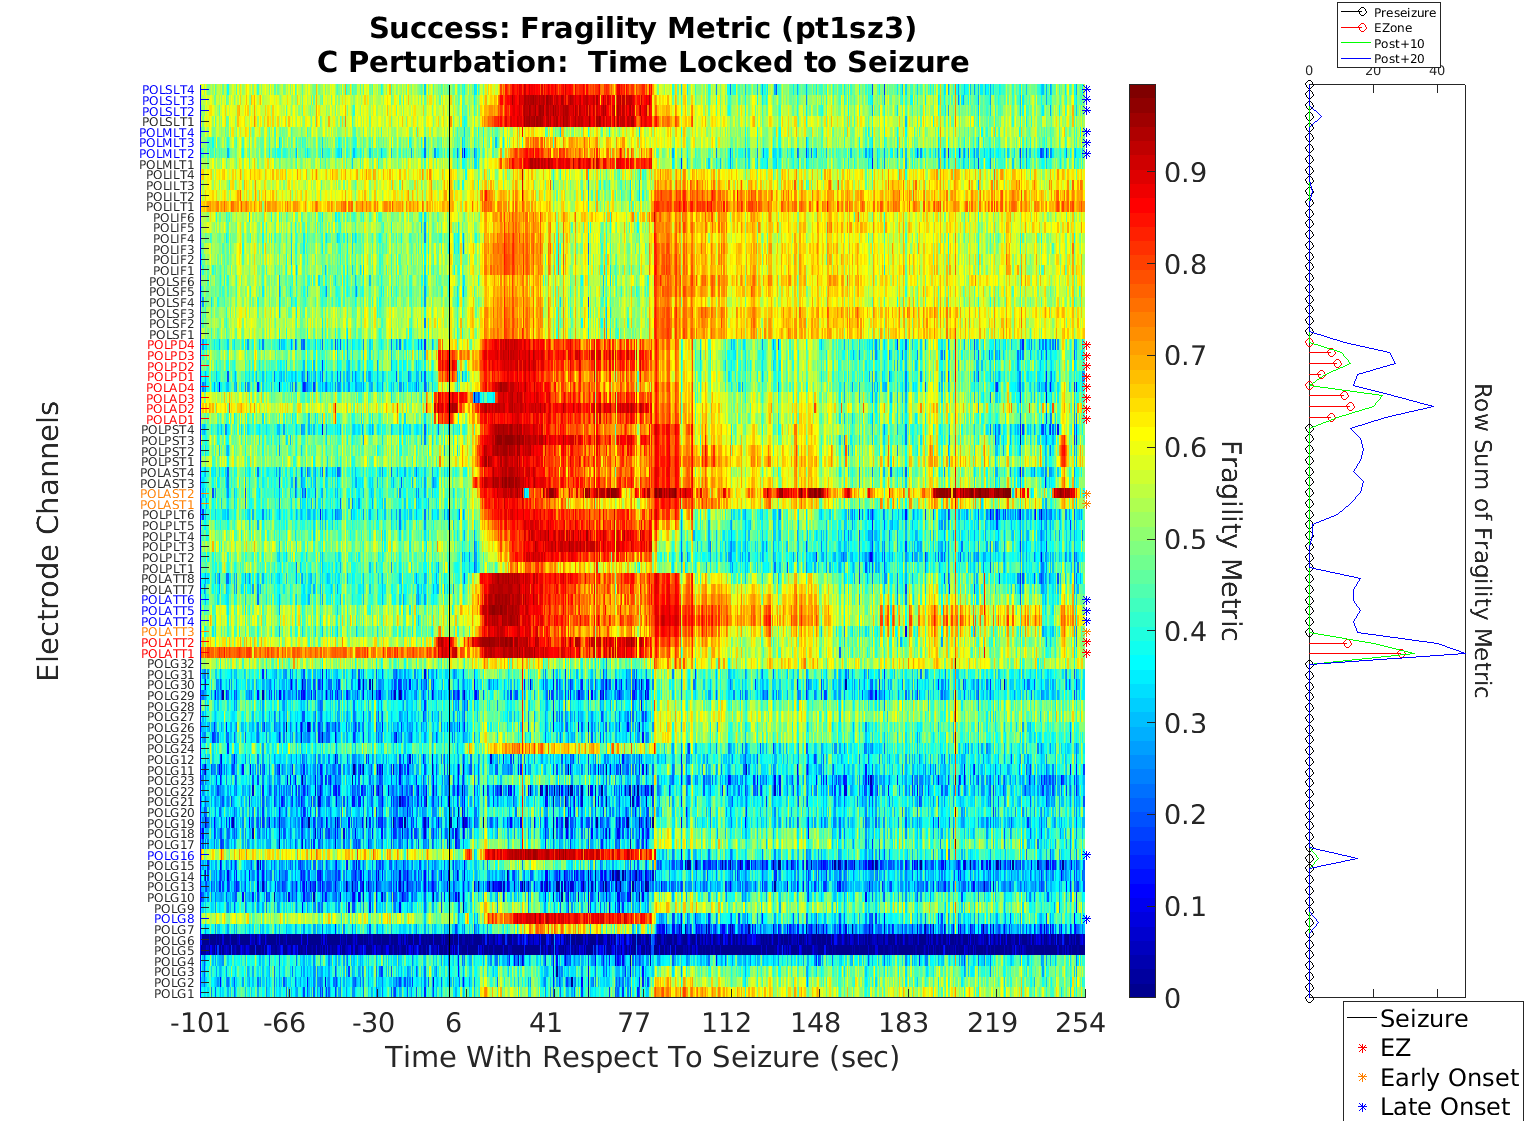 Success: Fragility Metric (pt1sz3)
C Perturbation:  Time Locked to Seizure
Electrode Channels
POLSLT4
POLSLT3
POLSLT2
POLSLT1
POLMLT4
POLMLT3
POLMLT2
POLMLT1
POLILT4
POLILT3
POLILT2
POLILT1
POLIF6
POLIF5
POLIF4
POLIF3
POLIF2
POLIF1
POLSF6
POLSF5
POLSF4
POLSF3
POLSF2
POLSF1
POLPD4
POLPD3
POLPD2
POLPD1
POLAD4
POLAD3
POLAD2
POLAD1
POLPST4
POLPST3
POLPST2
POLPST1
POLAST4
POLAST3
POLAST2
POLAST1
POLPLT6
POLPLT5
POLPLT4
POLPLT3
POLPLT2
POLPLT1
POLATT8
POLATT7
POLATT6
POLATT5
POLATT4
POLATT3
POLATT2
POLATT1
POLG32
POLG31
POLG30
POLG29
POLG28
POLG27
POLG26
POLG25
POLG24
POLG12
POLG11
POLG23
POLG22
POLG21
POLG20
POLG19
POLG18
POLG17
POLG16
POLG15
POLG14
POLG13
POLG10
POLG9
POLG8
POLG7
POLG6
POLG5
POLG4
POLG3
POLG2
POLG1
-101 -66 -30 6 41 77 112 148 183 219 254
Time With Respect To Seizure (sec)
0.9
0.8
0.7
0.6
0.5
0.4
0.3
0.2
0.1
0
Fragility Metric
Preseizure
EZone
Post+10
Post+20
0 20 40
Row Sum of Fragility Metric
Seizure
EZ
Early Onset
Late Onset